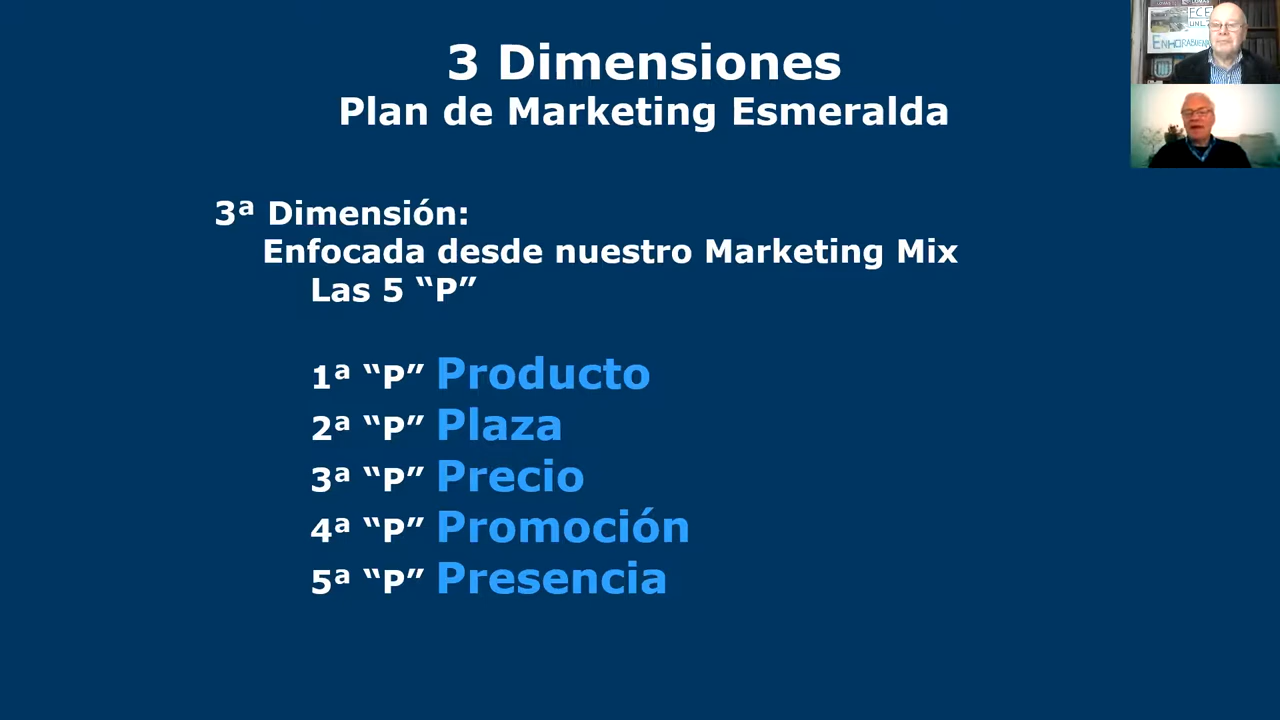 3 Dimensiones
Plan de Marketing Esmeralda
3ª Dimensión:
Enfocada desde nuestro Marketing Mix
Las 5 “P”
1ª “P” Producto
2ª “P” Plaza
3ª “P” Precio
4ª “P” Promoción
5ª “P” Presencia
FCE